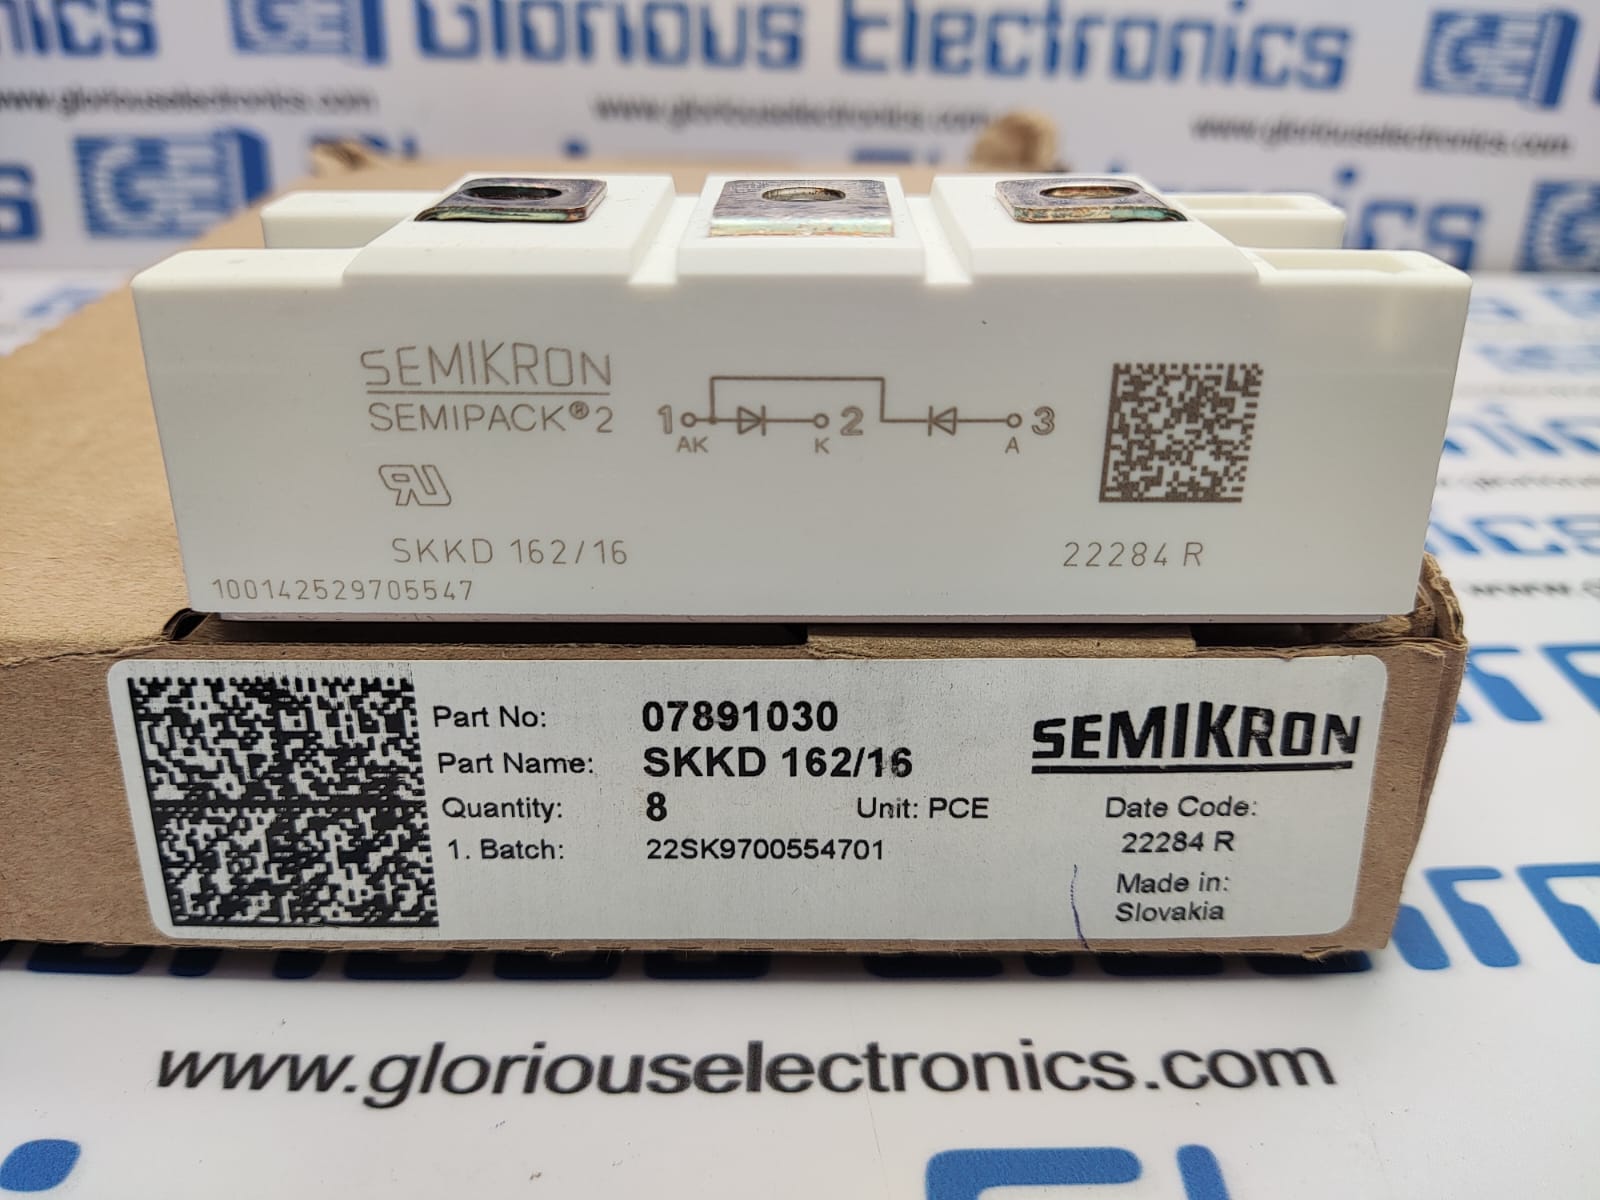 Glorious Electronics
www.gloriouselectronics.com
www.gloriouselectronics.com
www.gloriouselectronics.com
SEMIKRON
SEMIPACK® 2
1 AK
K 2
A 3
SKKD 162/16
22284 R
100142529705547
Part No: 07891030
Part Name: SKKD 162/16
Quantity: 8 Unit: PCE
1. Batch: 22SK9700554701
SEMIKRON
Date Code:
22284 R
Made in:
Slovakia
www.gloriouselectronics.com